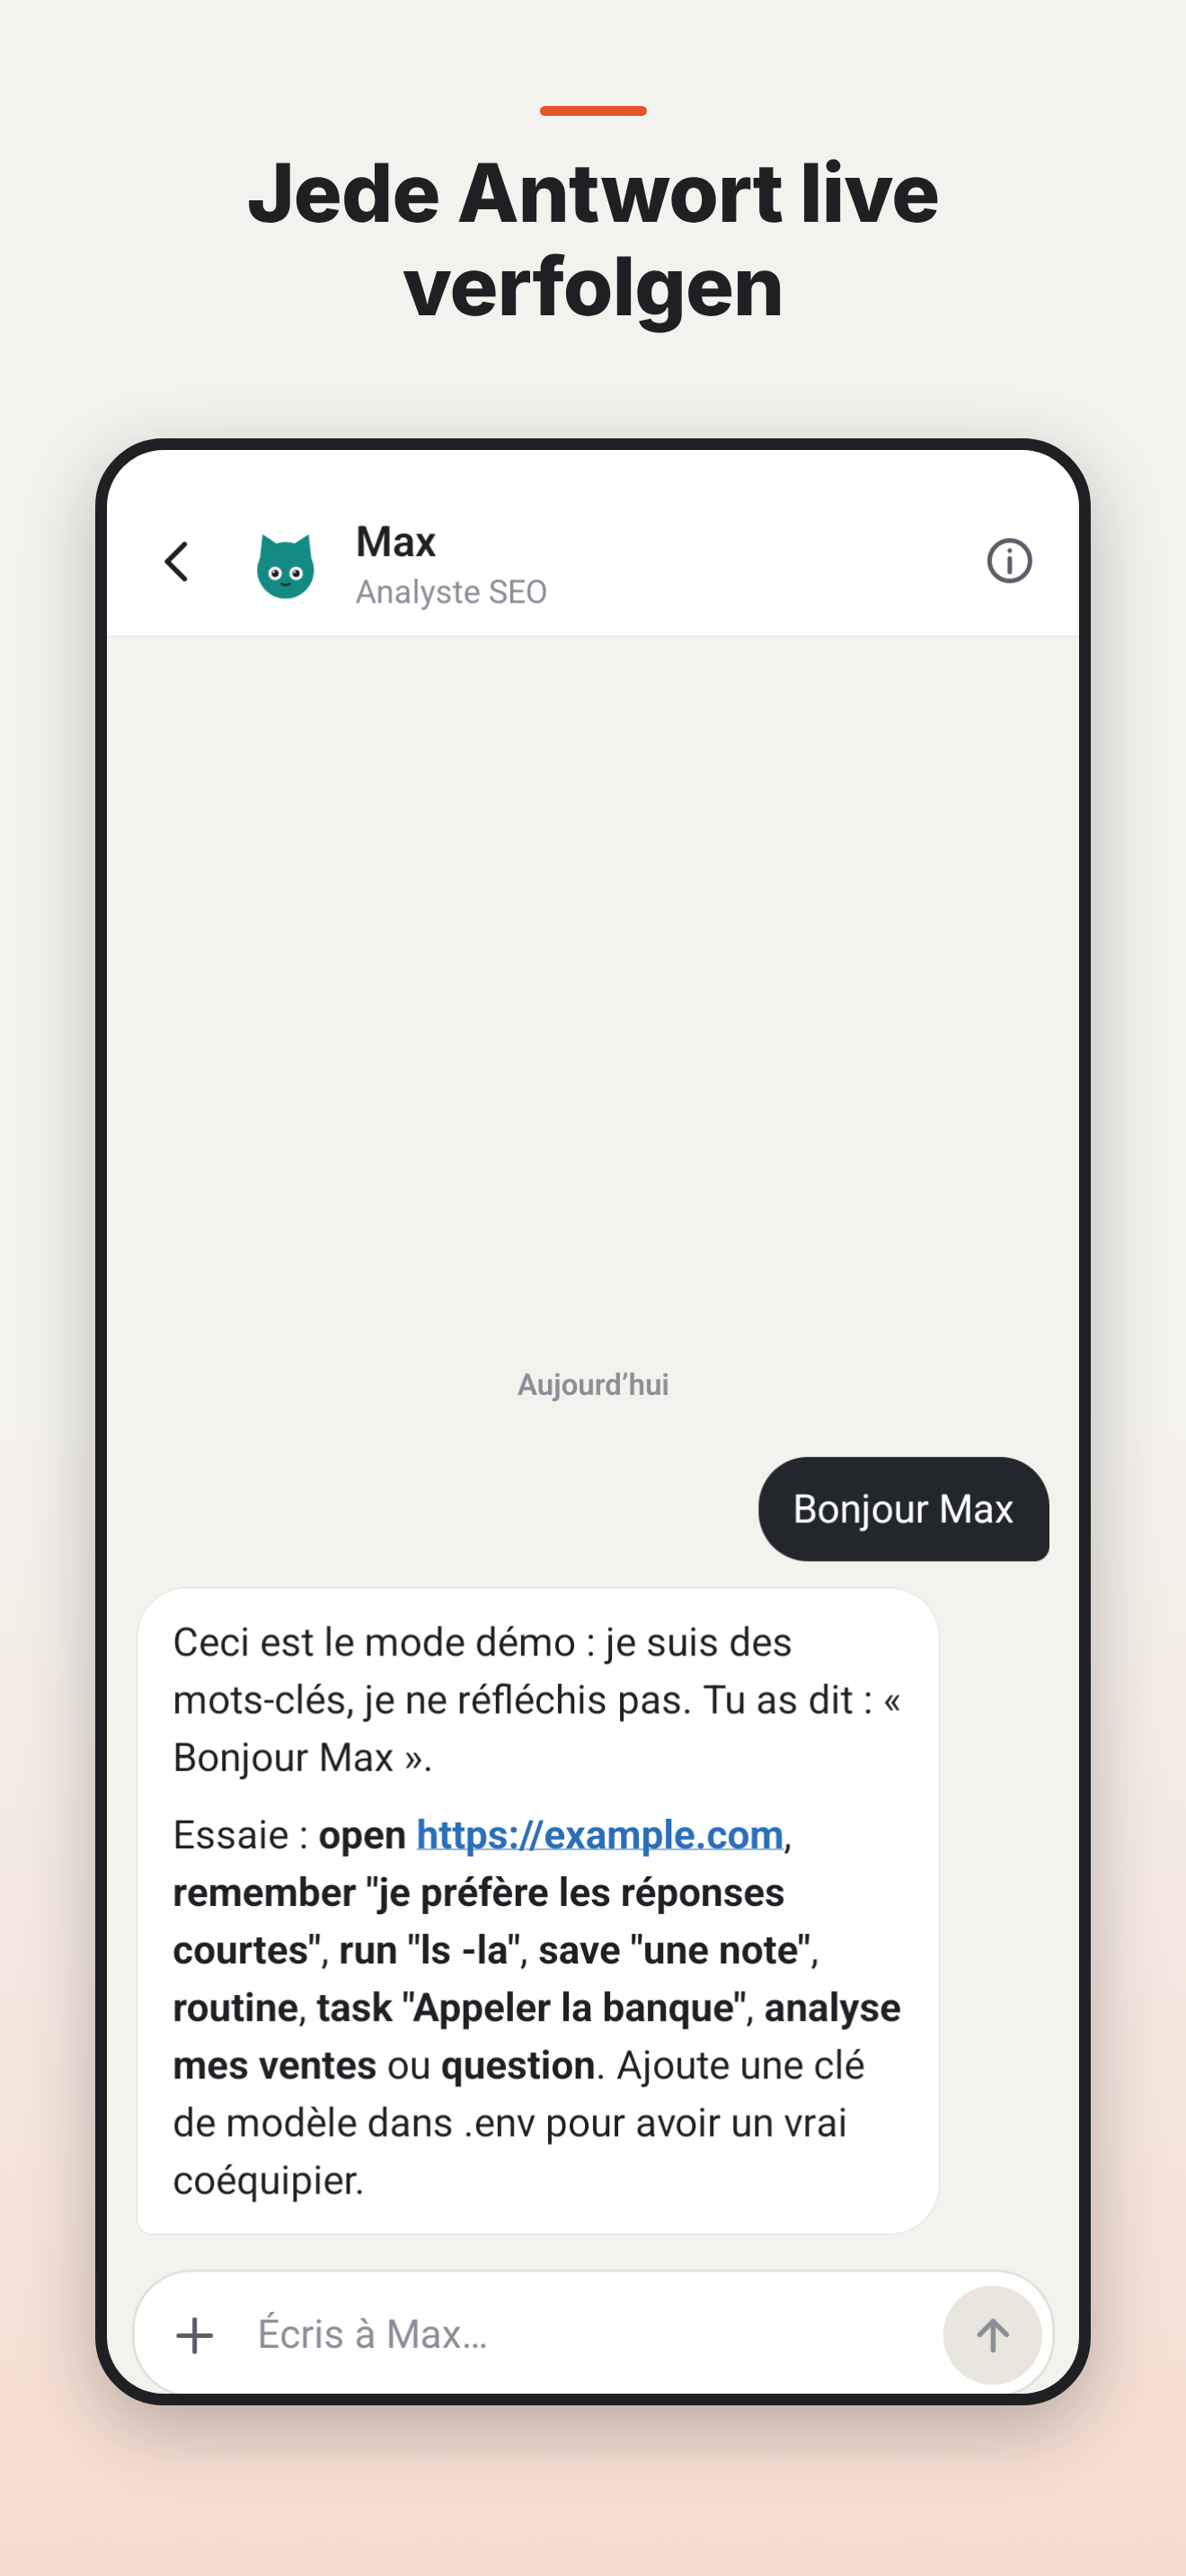 Jede Antwort live
verfolgen
Max
Analyste SEO
Aujourd’hui
Bonjour Max
Ceci est le mode démo : je suis des
mots-clés, je ne réfléchis pas. Tu as dit : «
Bonjour Max ».
Essaie : open https://example.com,
remember "je préfère les réponses
courtes", run "ls -la", save "une note",
routine, task "Appeler la banque", analyse
mes ventes ou question. Ajoute une clé
de modèle dans .env pour avoir un vrai
coéquipier.
Écris à Max…